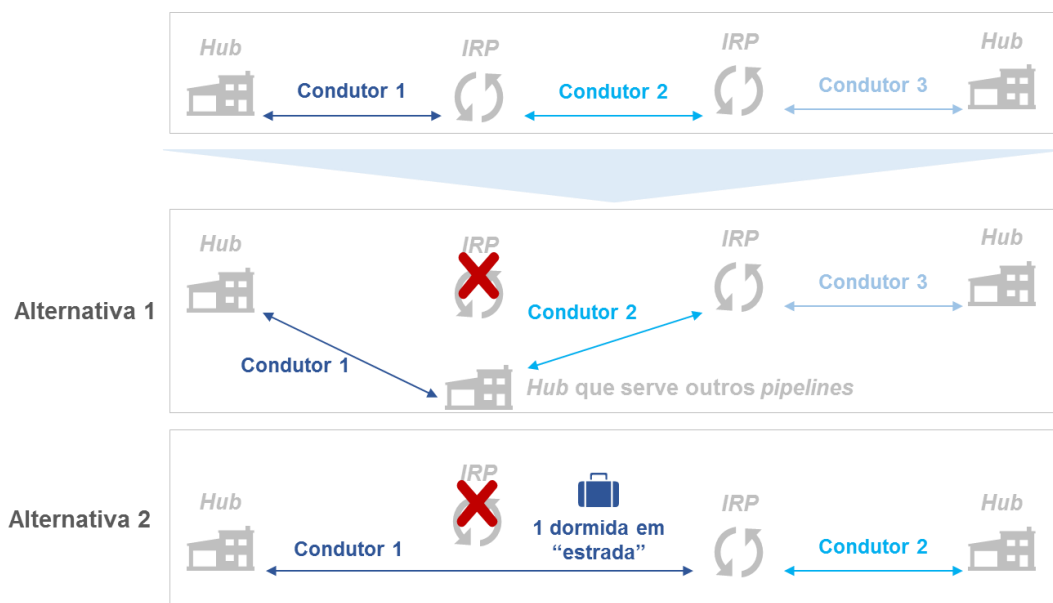 Hub
IRP
IRP
Hub
Condutor 1
Condutor 2
Condutor 3
Alternativa 1
Hub
IRP
IRP
Hub
Condutor 1
Condutor 2
Condutor 3
Hub que serve outros pipelines
Alternativa 2
Hub
IRP
IRP
Hub
Condutor 1
1 dormida em
“estrada”
Condutor 2